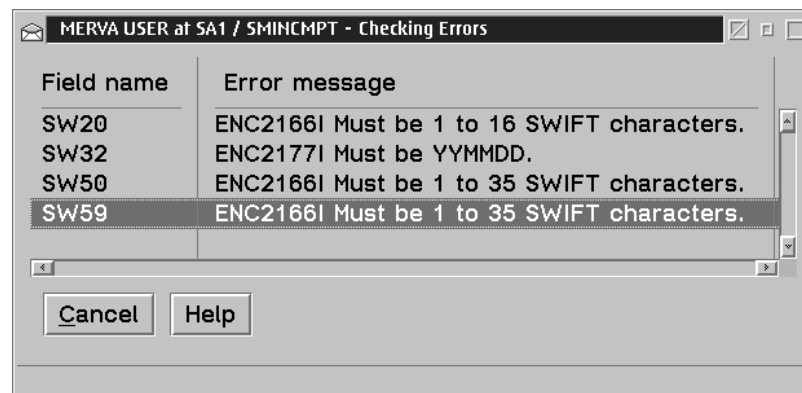 MERVA USER at SA1 / SMINCMPT - Checking Errors
Field name Error message
SW20 ENC2166I Must be 1 to 16 SWIFT characters.
SW32 ENC2177I Must be YYMMDD.
SW50 ENC2166I Must be 1 to 35 SWIFT characters.
SW59 ENC2166I Must be 1 to 35 SWIFT characters.
Cancel Help